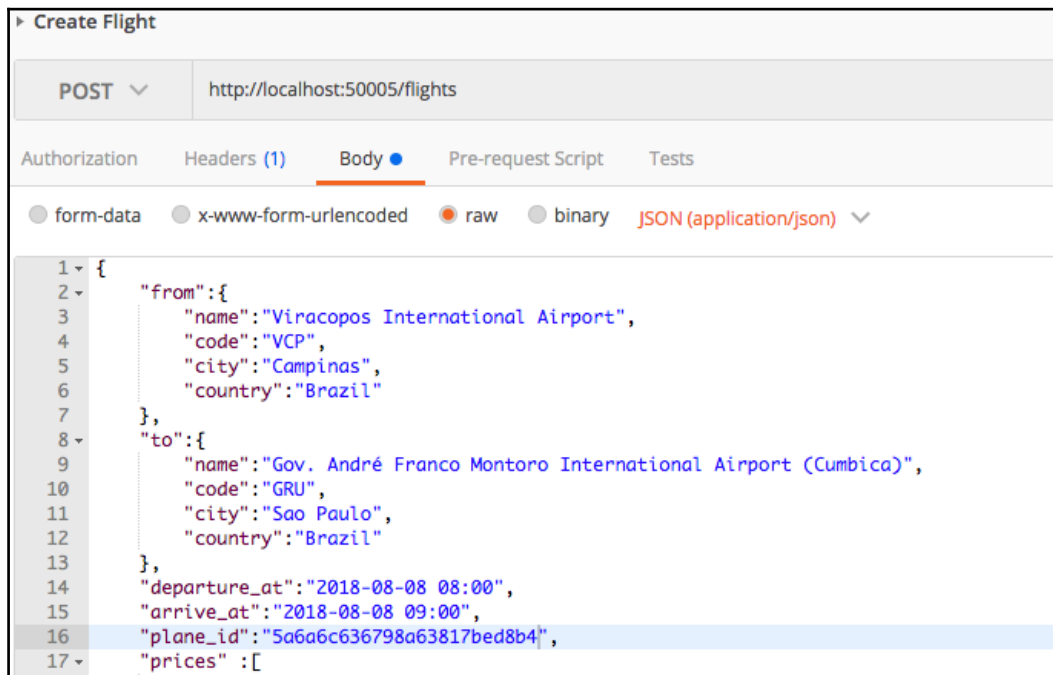 Create Flight
POST http://localhost:50005/flights
Authorization Headers (1) Body Pre-request Script Tests
form-data x-www-form-urlencoded raw binary JSON (application/json)
1 {
2 "from":{
3 "name":"Viracopos International Airport",
4 "code":"VCP",
5 "city":"Campinas",
6 "country":"Brazil"
7 },
8 "to":{
9 "name":"Gov. André Franco Montoro International Airport (Cumbica)",
10 "code":"GRU",
11 "city":"Sao Paulo",
12 "country":"Brazil"
13 },
14 "departure_at":"2018-08-08 08:00",
15 "arrive_at":"2018-08-08 09:00",
16 "plane_id":"5a6a6c636798a63817bed8b4",
17 "prices" :[